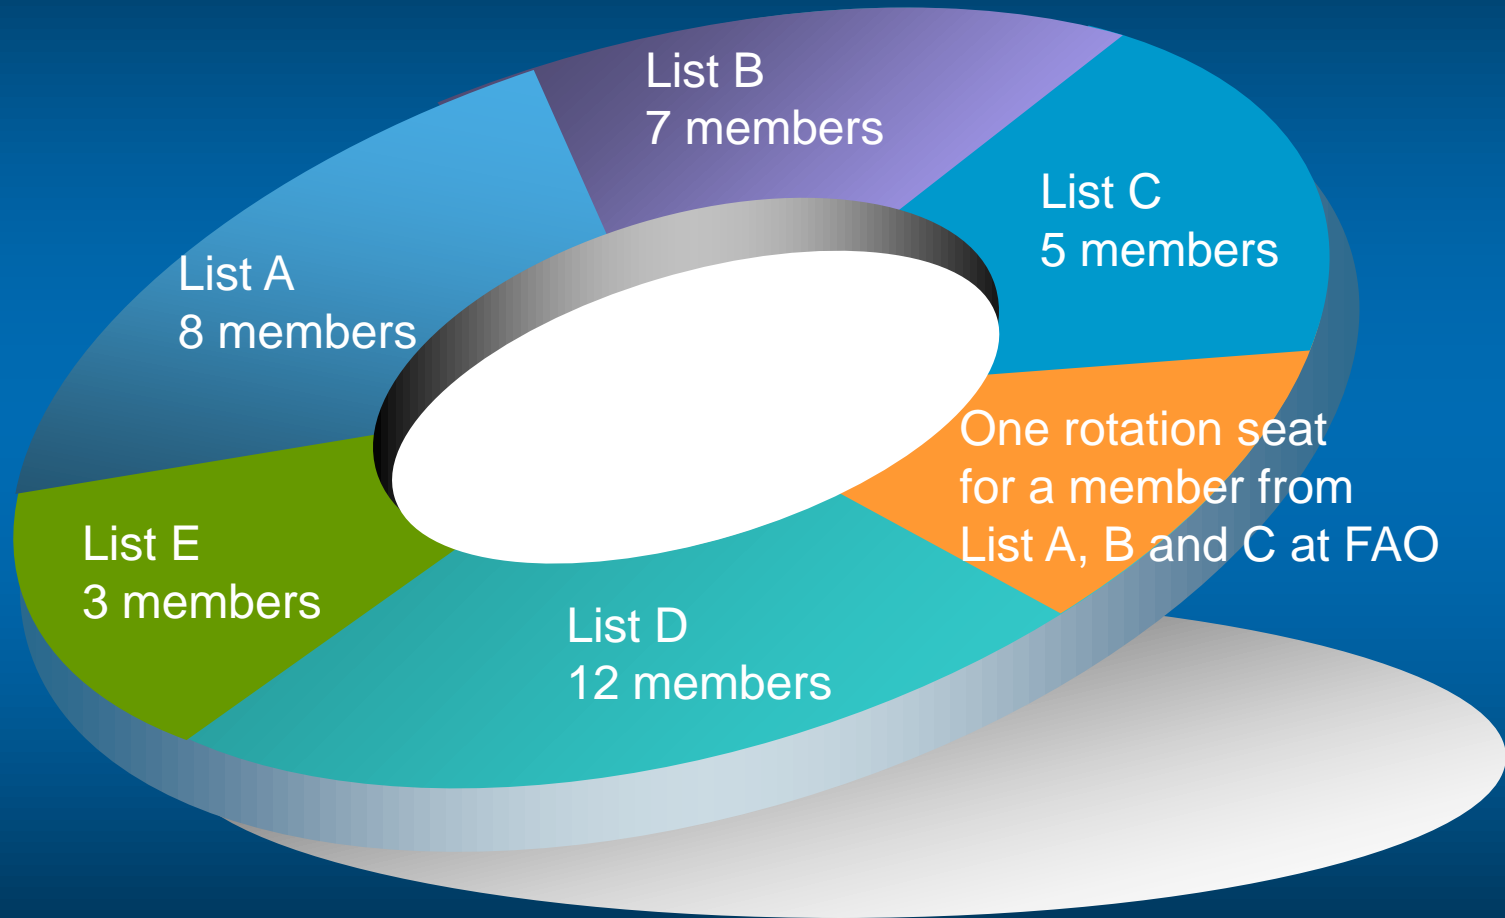 List B
7 members
List C
5 members
List A
8 members
One rotation seat
for a member from
List A, B and C at FAO
List E
3 members
List D
12 members